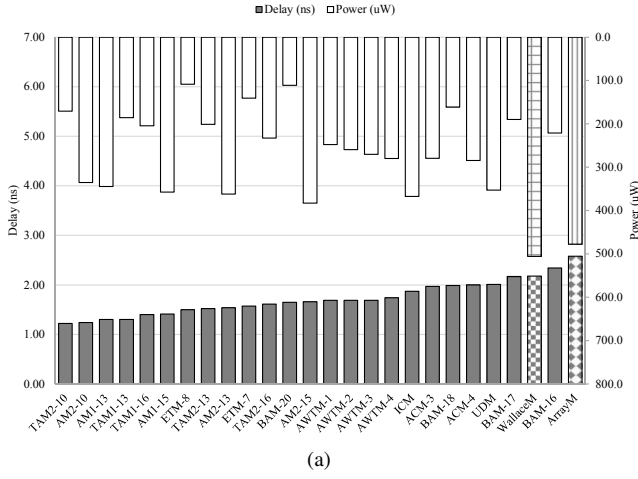 Delay (ns) Power (uW)
7.00
6.00
5.00
4.00
3.00
2.00
1.00
0.00
Delay (ns)
0.0
100.0
200.0
300.0
400.0
500.0
600.0
700.0
800.0
Power (uW)
TAM2-10
AM2-10
AM1-13
TAM1-13
TAM1-16
AM1-15
ETM-8
TAM2-13
AM2-13
ETM-7
TAM2-16
BAM-20
AM2-15
AWTM-1
AWTM-2
AWTM-3
AWTM-4
ICM
ACM-3
BAM-18
ACM-4
UDM
BAM-17
WallaceM
BAM-16
ArrayM
(a)